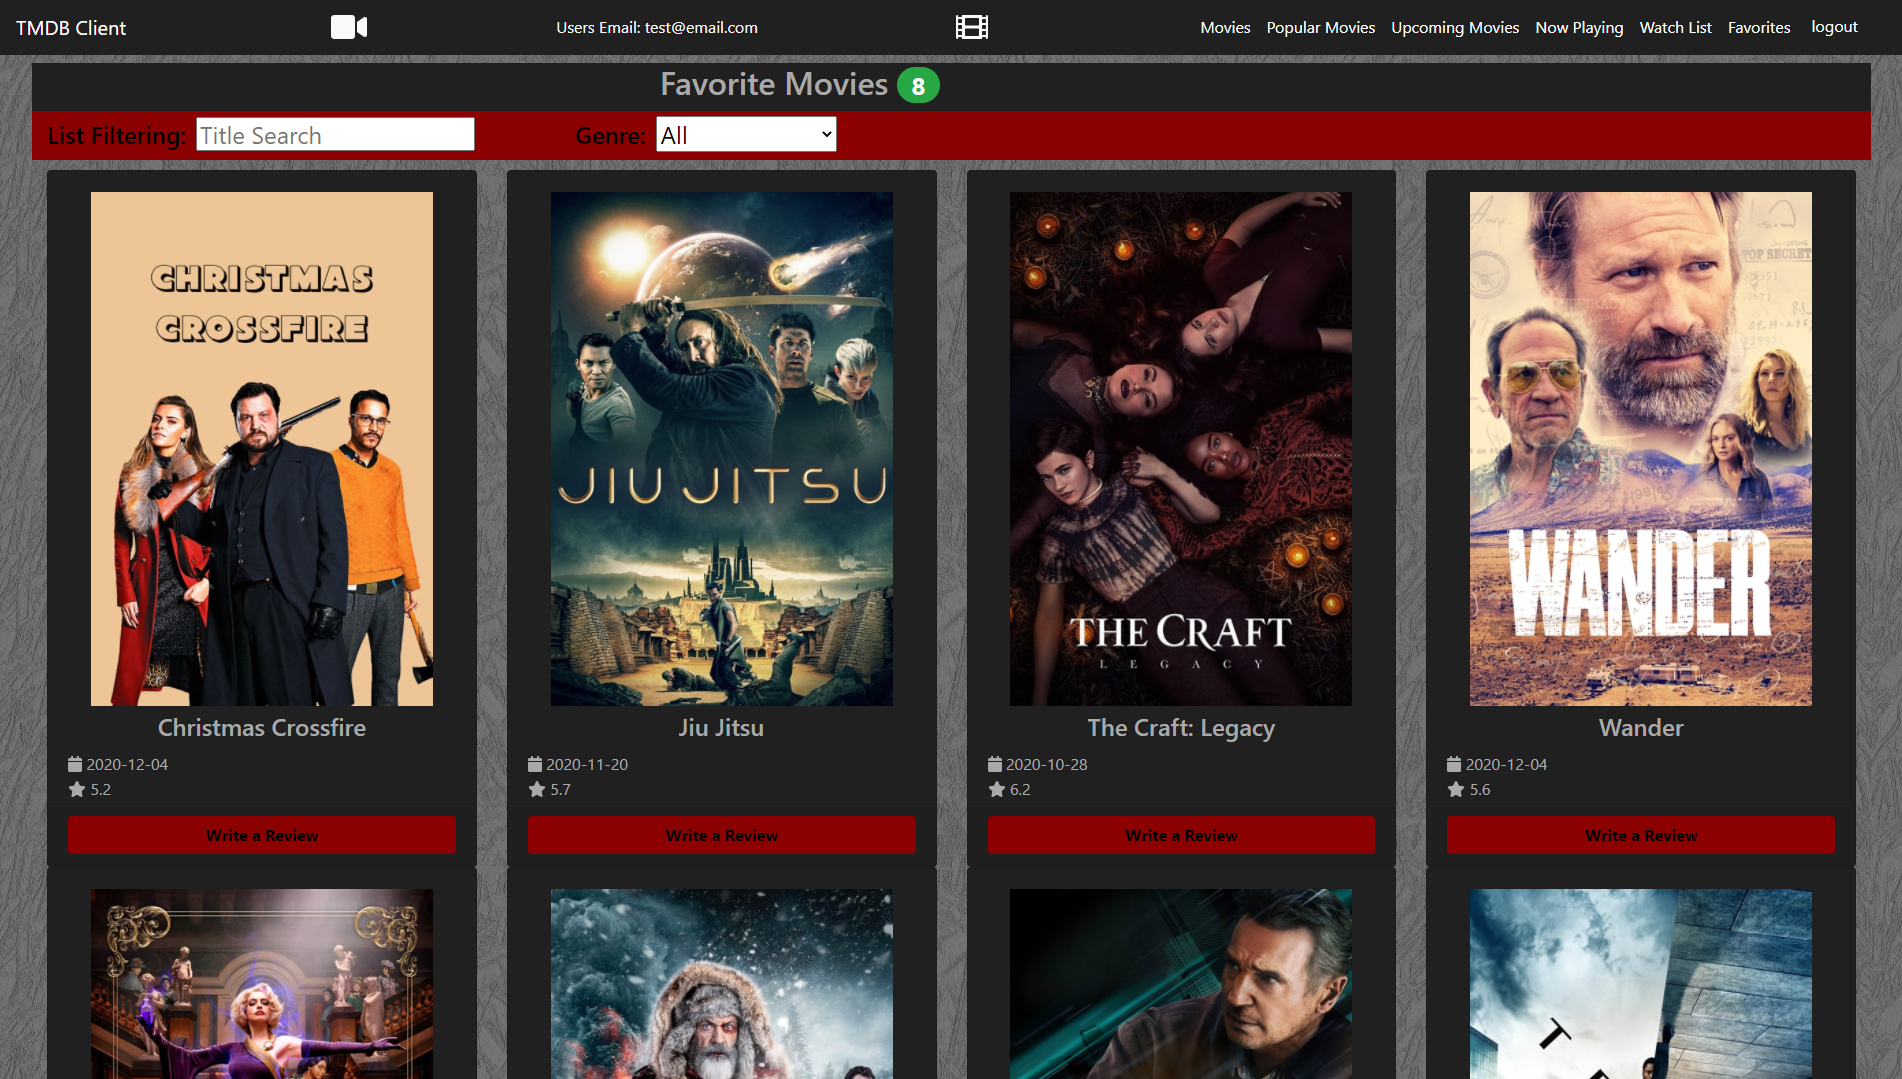 TMDB Client
Users Email: test@email.com
Movies Popular Movies Upcoming Movies Now Playing Watch List Favorites logout
Favorite Movies 8
List Filtering: Title Search Genre: All
CHRISTMAS
CROSSFIRE
JIU JITSU
THE CRAFT
LEGACY
TOP SECRET
WANDER
Christmas Crossfire
Jiu Jitsu
The Craft: Legacy
Wander
2020-12-04
2020-11-20
2020-10-28
2020-12-04
5.2
5.7
6.2
5.6
Write a Review
Write a Review
Write a Review
Write a Review
T